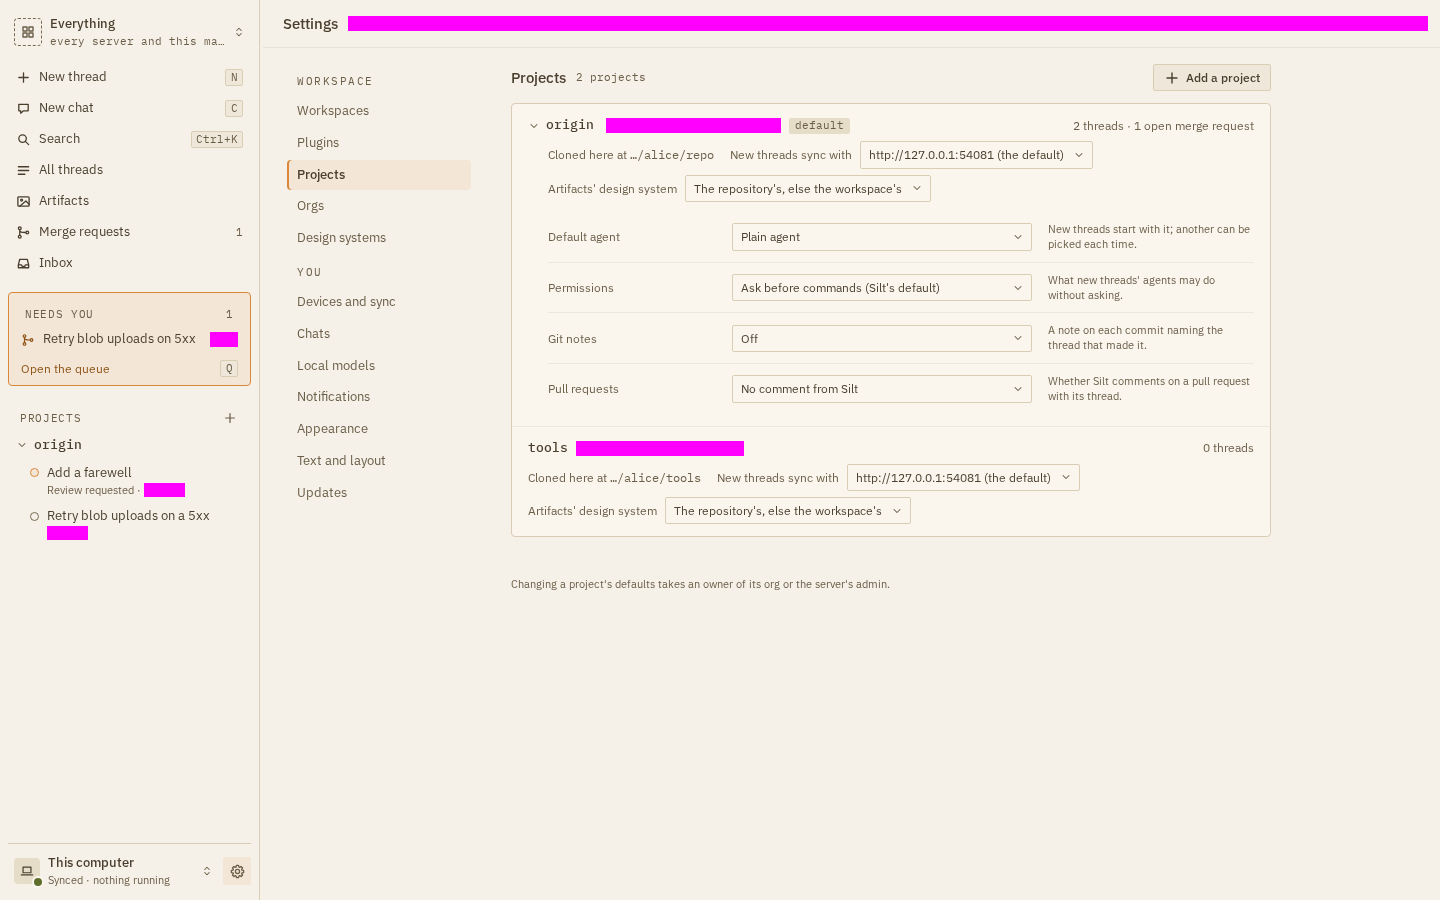 Everything
every server and this ma…
New thread N
New chat C
Search Ctrl+K
All threads
Artifacts
Merge requests 1
Inbox
NEEDS YOU 1
Retry blob uploads on 5xx
Open the queue Q
PROJECTS
origin
Add a farewell
Review requested ·
Retry blob uploads on a 5xx
This computer
Synced · nothing running
Settings
WORKSPACE
Workspaces
Plugins
Projects
Orgs
Design systems
YOU
Devices and sync
Chats
Local models
Notifications
Appearance
Text and layout
Updates
Projects 2 projects
Add a project
origin default 2 threads · 1 open merge request
Cloned here at …/alice/repo New threads sync with http://127.0.0.1:54081 (the default)
Artifacts' design system The repository's, else the workspace's
Default agent Plain agent New threads start with it; another can be
picked each time.
Permissions Ask before commands (Silt's default) What new threads' agents may do
without asking.
Git notes Off A note on each commit naming the
thread that made it.
Pull requests No comment from Silt Whether Silt comments on a pull request
with its thread.
tools 0 threads
Cloned here at …/alice/tools New threads sync with http://127.0.0.1:54081 (the default)
Artifacts' design system The repository's, else the workspace's
Changing a project's defaults takes an owner of its org or the server's admin.